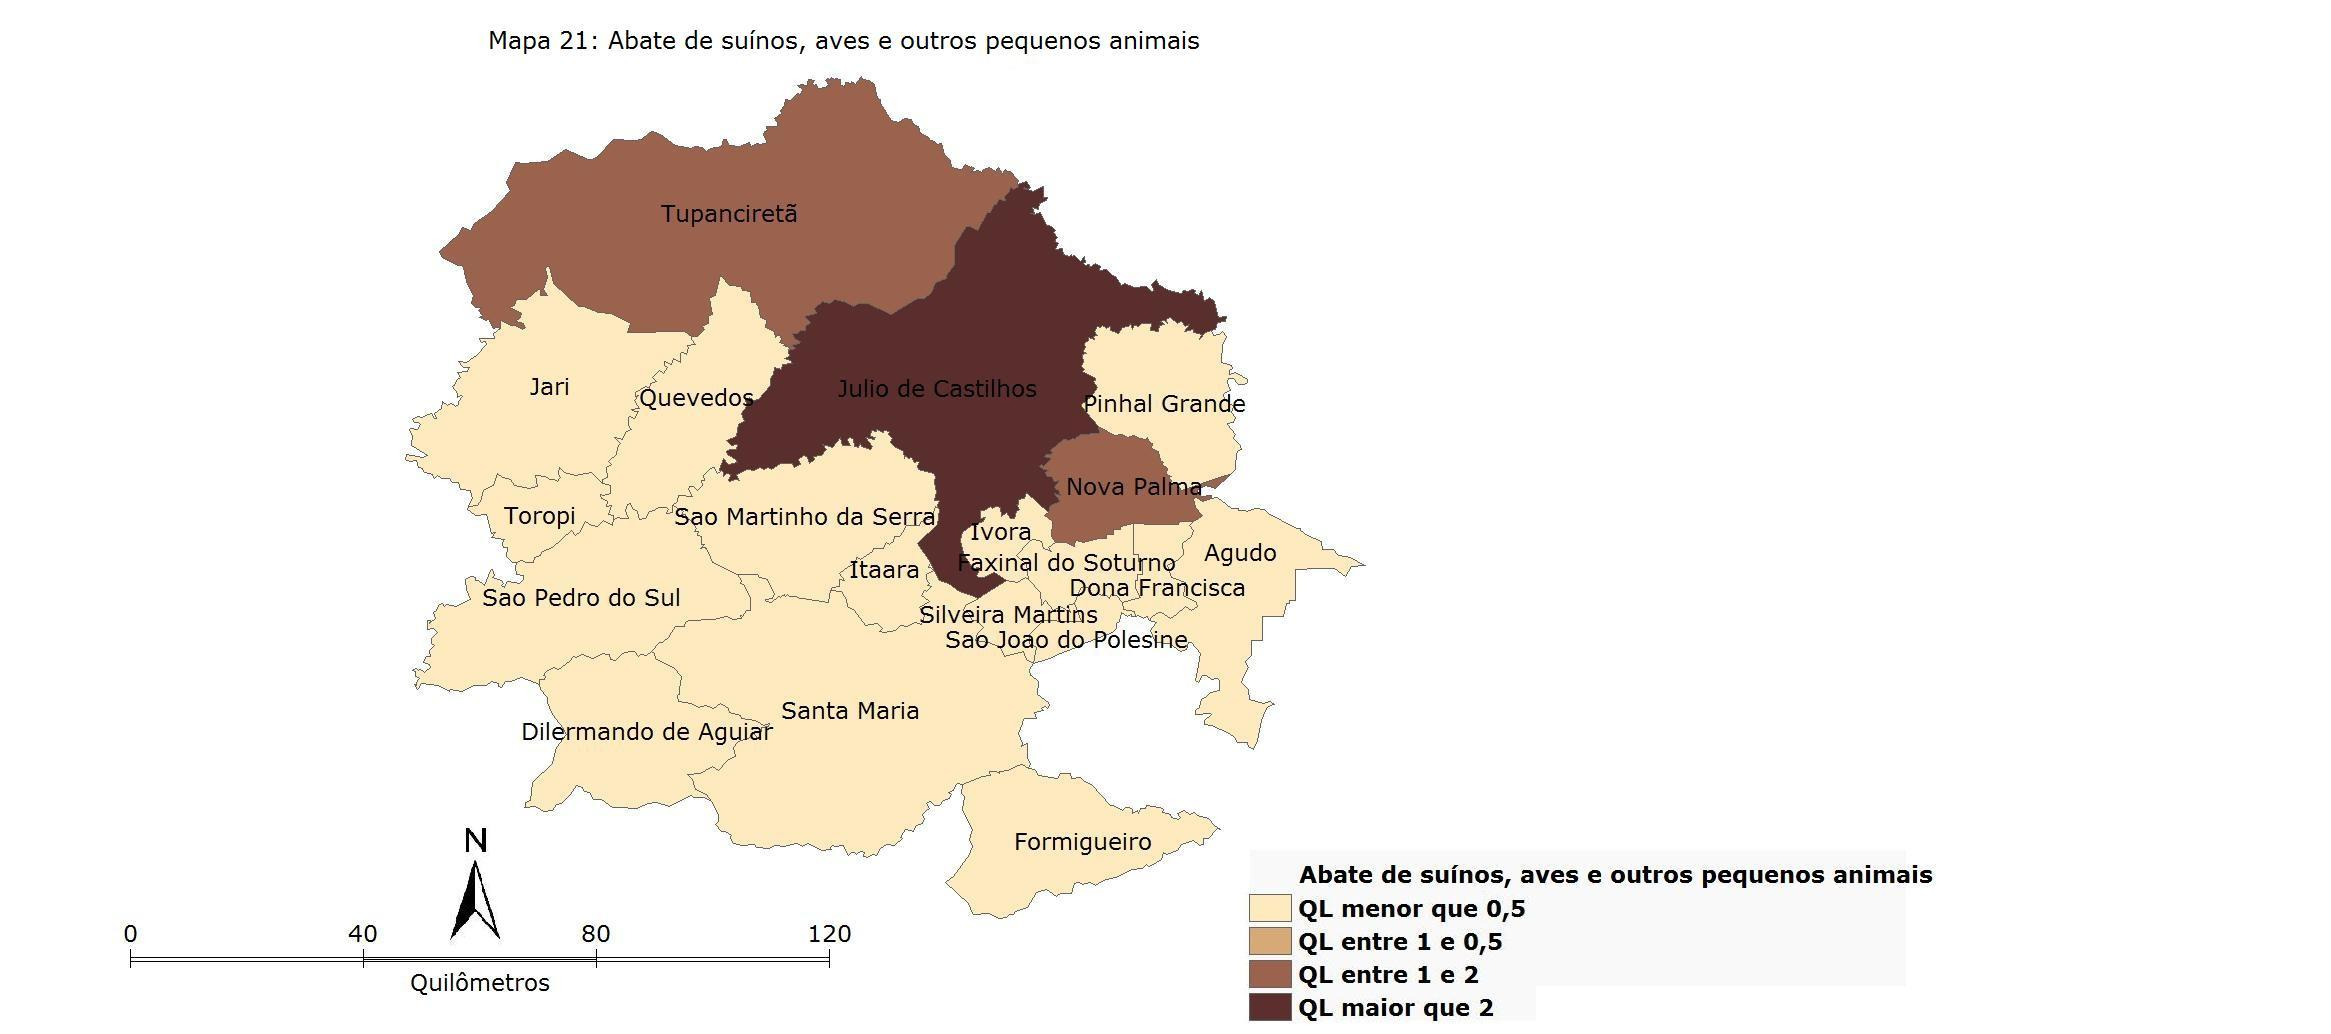 Mapa 21: Abate de suínos, aves e outros pequenos animais
Tupanciretã
Jari
Quevedos
Julio de Castilhos
Pinhal Grande
Nova Palma
Toropi
Sao Martinho da Serra
Ivora
Agudo
Itaara
Faxinal do Soturno
Dona Francisca
Sao Pedro do Sul
Silveira Martins
Sao Joao do Polesine
Santa Maria
Dilermando de Aguiar
Formigueiro
N
0 40 80 120
Quilômetros
Abate de suínos, aves e outros pequenos animais
QL menor que 0,5
QL entre 1 e 0,5
QL entre 1 e 2
QL maior que 2